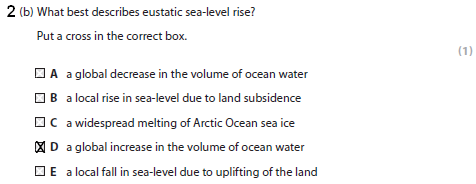 2 (b) What best describes eustatic sea-level rise?
Put a cross in the correct box.
(1)
A a global decrease in the volume of ocean water
B a local rise in sea-level due to land subsidence
C a widespread melting of Arctic Ocean sea ice
D a global increase in the volume of ocean water
E a local fall in sea-level due to uplifting of the land